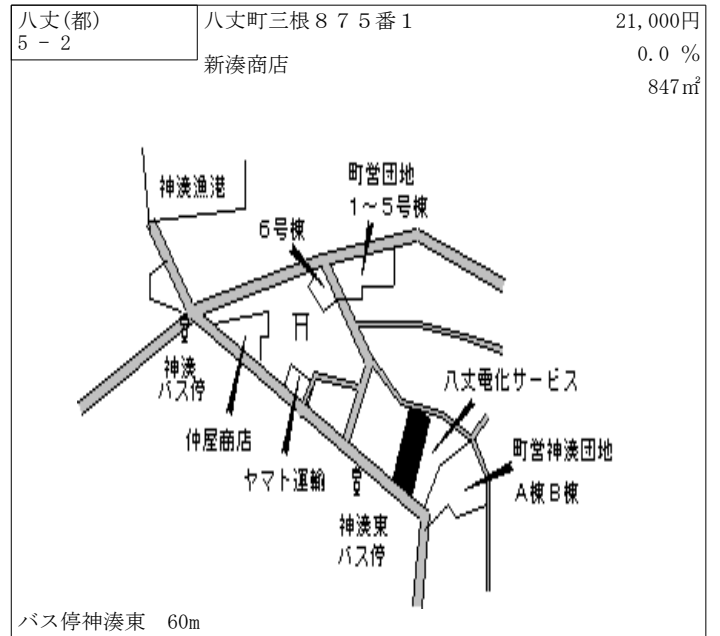 八丈(都)
5 － 2
八丈町三根８７５番1
新湊商店
21,000円
0.0 %
847㎡
神湊漁港
町営団地
1～5号棟
6号棟
神湊
バス停
仲屋商店
ヤマト運輸
八丈電化サービス
町営神湊団地
A棟B棟
神湊東
バス停
バス停神湊東　60m